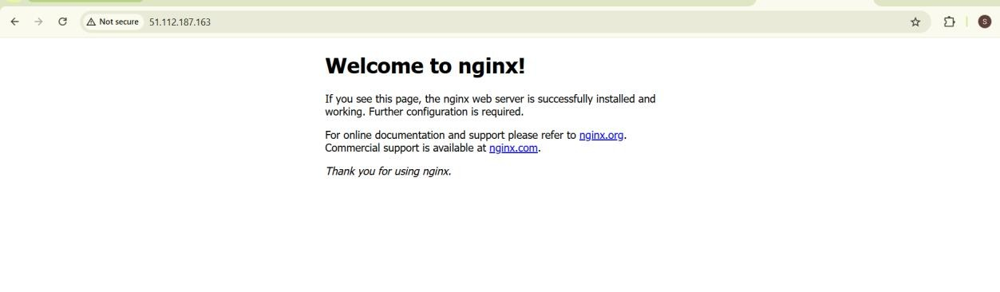 Not secure 51.112.187.163
S
Welcome to nginx!
If you see this page, the nginx web server is successfully installed and
working. Further configuration is required.
For online documentation and support please refer to nginx.org.
Commercial support is available at nginx.com.
Thank you for using nginx.